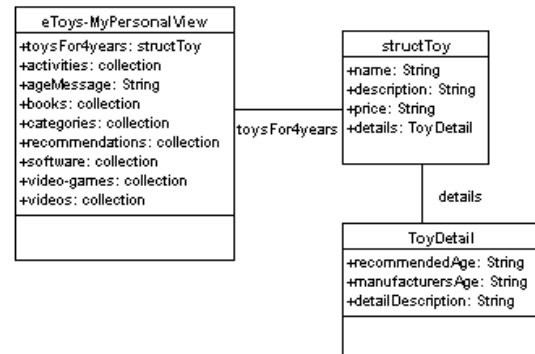 eToys-MyPersonalView
+toysFor4years: structToy
+activities: collection
+ageMessage: String
+books: collection
+categories: collection
+recommendations: collection
+software: collection
+video-games: collection
+videos: collection
toysFor4years
structToy
+name: String
+description: String
+price: String
+details: ToyDetail
details
ToyDetail
+recommendedAge: String
+manufacturersAge: String
+detailDescription: String